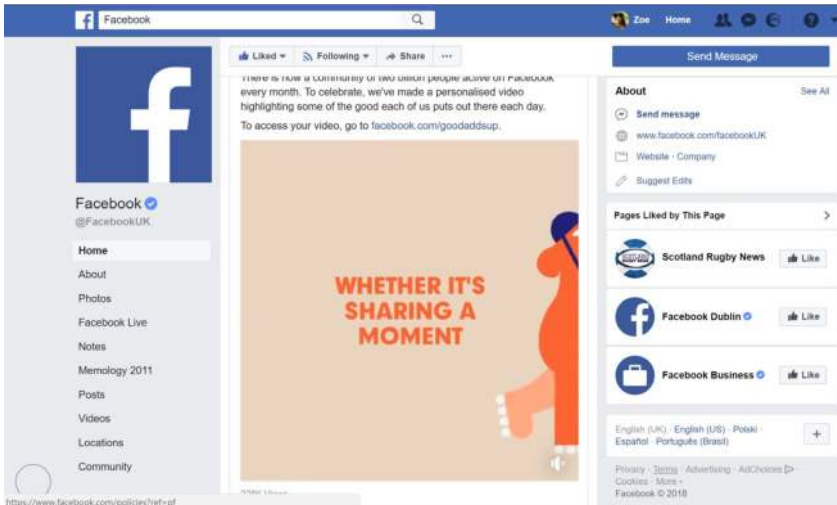 Facebook
Zoe Home
Liked Following Share
There is now a community of two billion people active on Facebook
every month. To celebrate, we've made a personalised video
highlighting some of the good each of us puts out there each day.
To access your video, go to facebook.com/goodaddsup.
WHETHER IT'S
SHARING A
MOMENT
Facebook
@FacebookUK
Home
About
Photos
Facebook Live
Notes
Memology 2011
Posts
Videos
Locations
Community
https://www.facebook.com/policies?ref=pf
Send Message
About See All
Send message
www.facebook.com/facebookUK
Website · Company
Suggest Edits
Pages Liked by This Page
Scotland Rugby News Like
Facebook Dublin Like
Facebook Business Like
English (UK) · English (US) · Polski ·
Español · Português (Brasil)
Privacy · Terms · Advertising · AdChoices
Cookies · More
Facebook © 2018